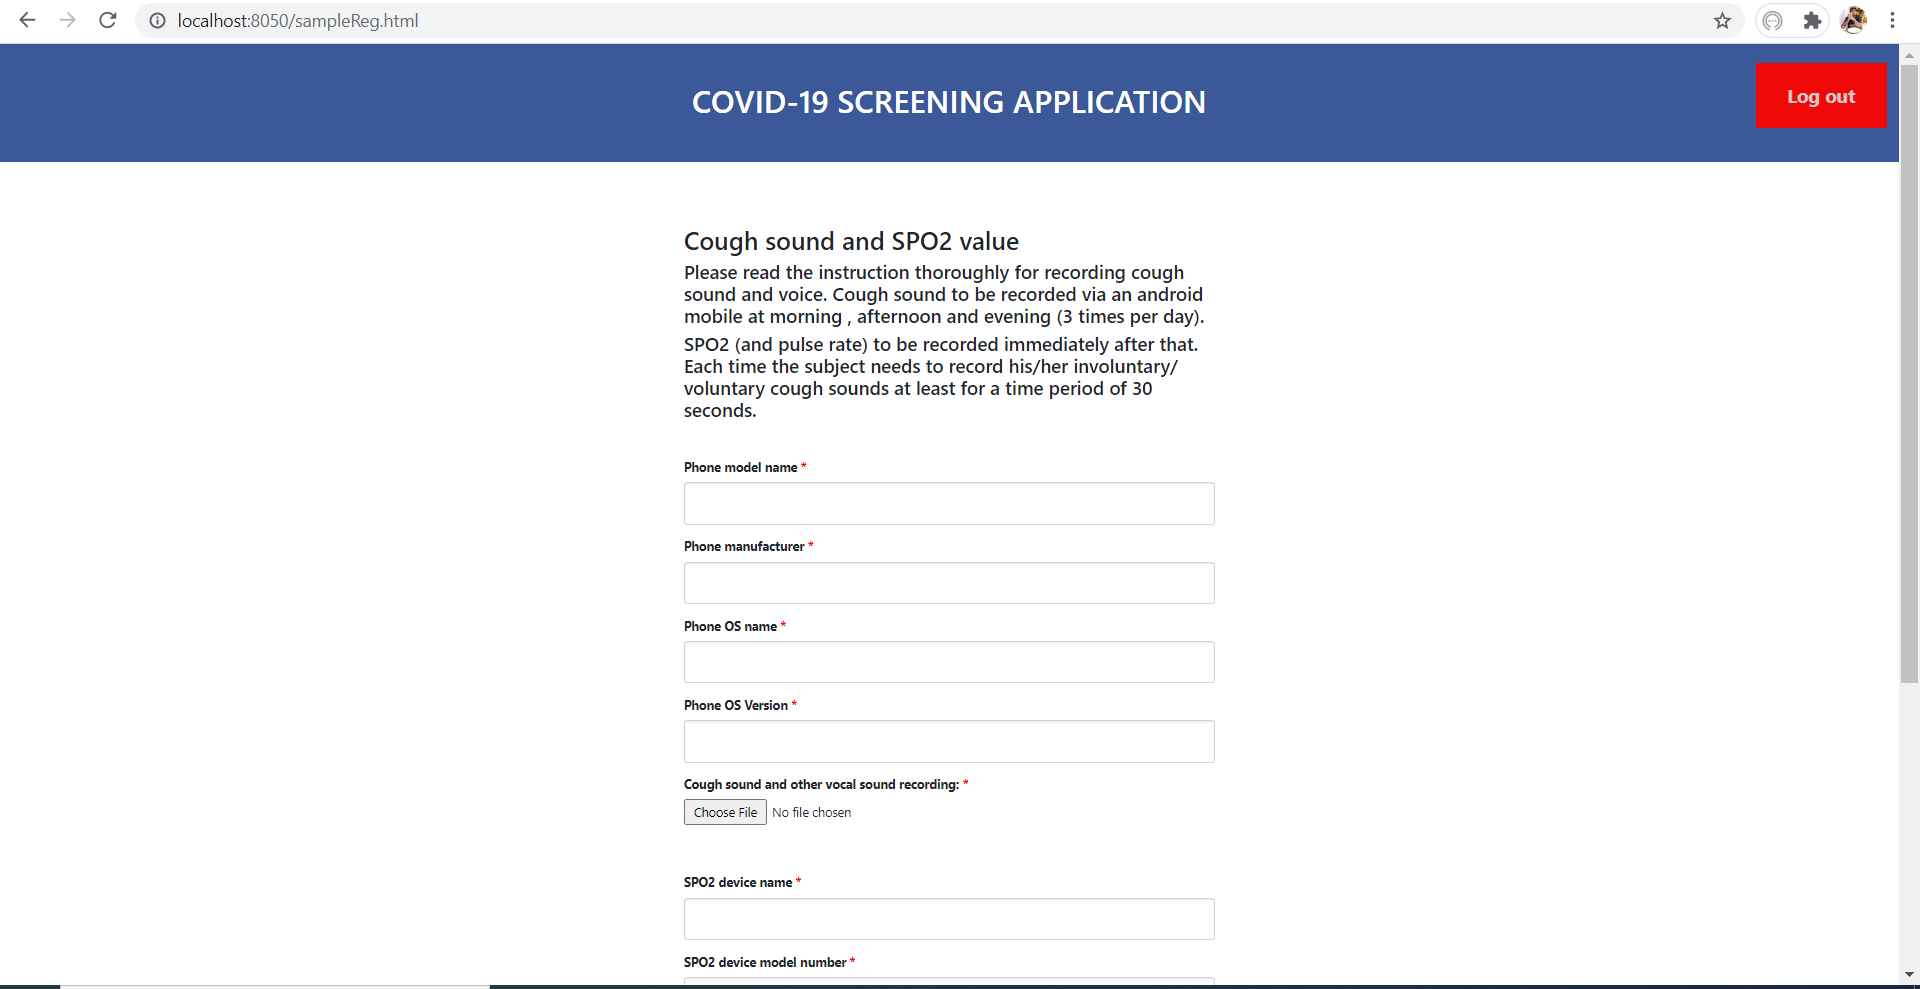 localhost:8050/sampleReg.html
COVID-19 SCREENING APPLICATION
Log out
Cough sound and SPO2 value
Please read the instruction thoroughly for recording cough
sound and voice. Cough sound to be recorded via an android
mobile at morning , afternoon and evening (3 times per day).
SPO2 (and pulse rate) to be recorded immediately after that.
Each time the subject needs to record his/her involuntary/
voluntary cough sounds at least for a time period of 30
seconds.
Phone model name *
Phone manufacturer *
Phone OS name *
Phone OS Version *
Cough sound and other vocal sound recording: *
Choose File No file chosen
SPO2 device name *
SPO2 device model number *